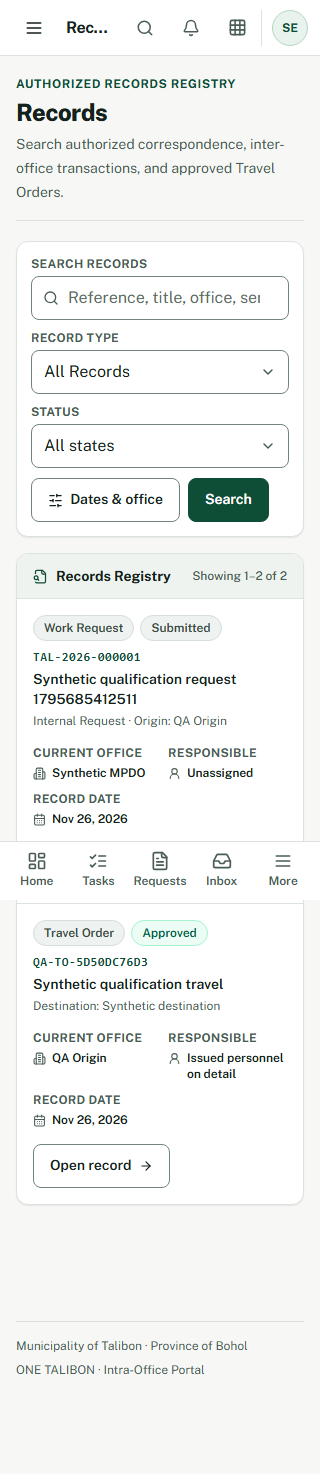 Rec...
SE
AUTHORIZED RECORDS REGISTRY
Records
Search authorized correspondence, inter-
office transactions, and approved Travel
Orders.
SEARCH RECORDS
Reference, title, office, ser
RECORD TYPE
All Records
STATUS
All states
Dates & office
Search
Records Registry
Showing 1–2 of 2
Work Request
Submitted
TAL-2026-000001
Synthetic qualification request
1795685412511
Internal Request · Origin: QA Origin
CURRENT OFFICE
RESPONSIBLE
Synthetic MPDO
Unassigned
RECORD DATE
Nov 26, 2026
Home
Tasks
Requests
Inbox
More
Travel Order
Approved
QA-TO-5D50DC76D3
Synthetic qualification travel
Destination: Synthetic destination
CURRENT OFFICE
RESPONSIBLE
QA Origin
Issued personnel
on detail
RECORD DATE
Nov 26, 2026
Open record
Municipality of Talibon · Province of Bohol
ONE TALIBON · Intra-Office Portal